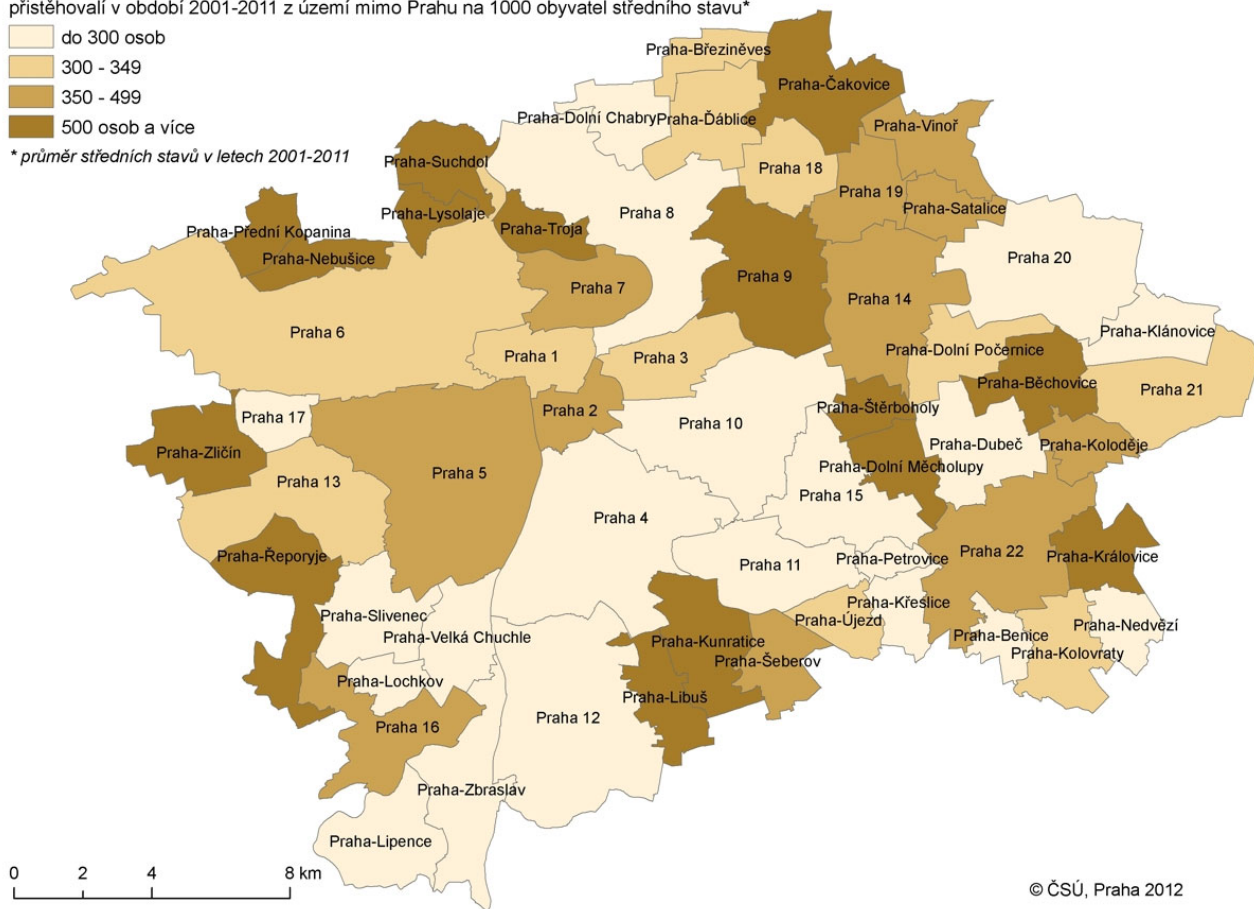 přistěhovalí v období 2001-2011 z území mimo Prahu na 1000 obyvatel středního stavu*
do 300 osob
300 - 349
350 - 499
500 osob a více
* průměr středních stavů v letech 2001-2011
Praha-Březiněves
Praha-Čakovice
Praha-Dolní Chabry
Praha-Ďáblice
Praha-Vinoř
Praha-Suchdol
Praha 18
Praha 19
Praha-Lysolaje
Praha-Satalice
Praha 8
Praha-Troja
Praha-Přední Kopanina
Praha-Nebušice
Praha 20
Praha 9
Praha 7
Praha 14
Praha 6
Praha-Klánovice
Praha 1
Praha 3
Praha-Dolní Počernice
Praha-Běchovice
Praha 21
Praha 17
Praha 2
Praha-Štěrboholy
Praha 10
Praha-Dubeč
Praha-Koloděje
Praha-Zličín
Praha 5
Praha-Dolní Měcholupy
Praha 13
Praha 15
Praha 4
Praha-Řeporyje
Praha 11
Praha-Petrovice
Praha 22
Praha-Královice
Praha-Křeslice
Praha-Slivenec
Praha-Újezd
Praha-Nedvězí
Praha-Velká Chuchle
Praha-Kunratice
Praha-Benice
Praha-Kolovraty
Praha-Šeberov
Praha-Lochkov
Praha-Libuš
Praha 12
Praha 16
Praha-Zbraslav
Praha-Lipence
0 2 4 8 km
© ČSÚ, Praha 2012